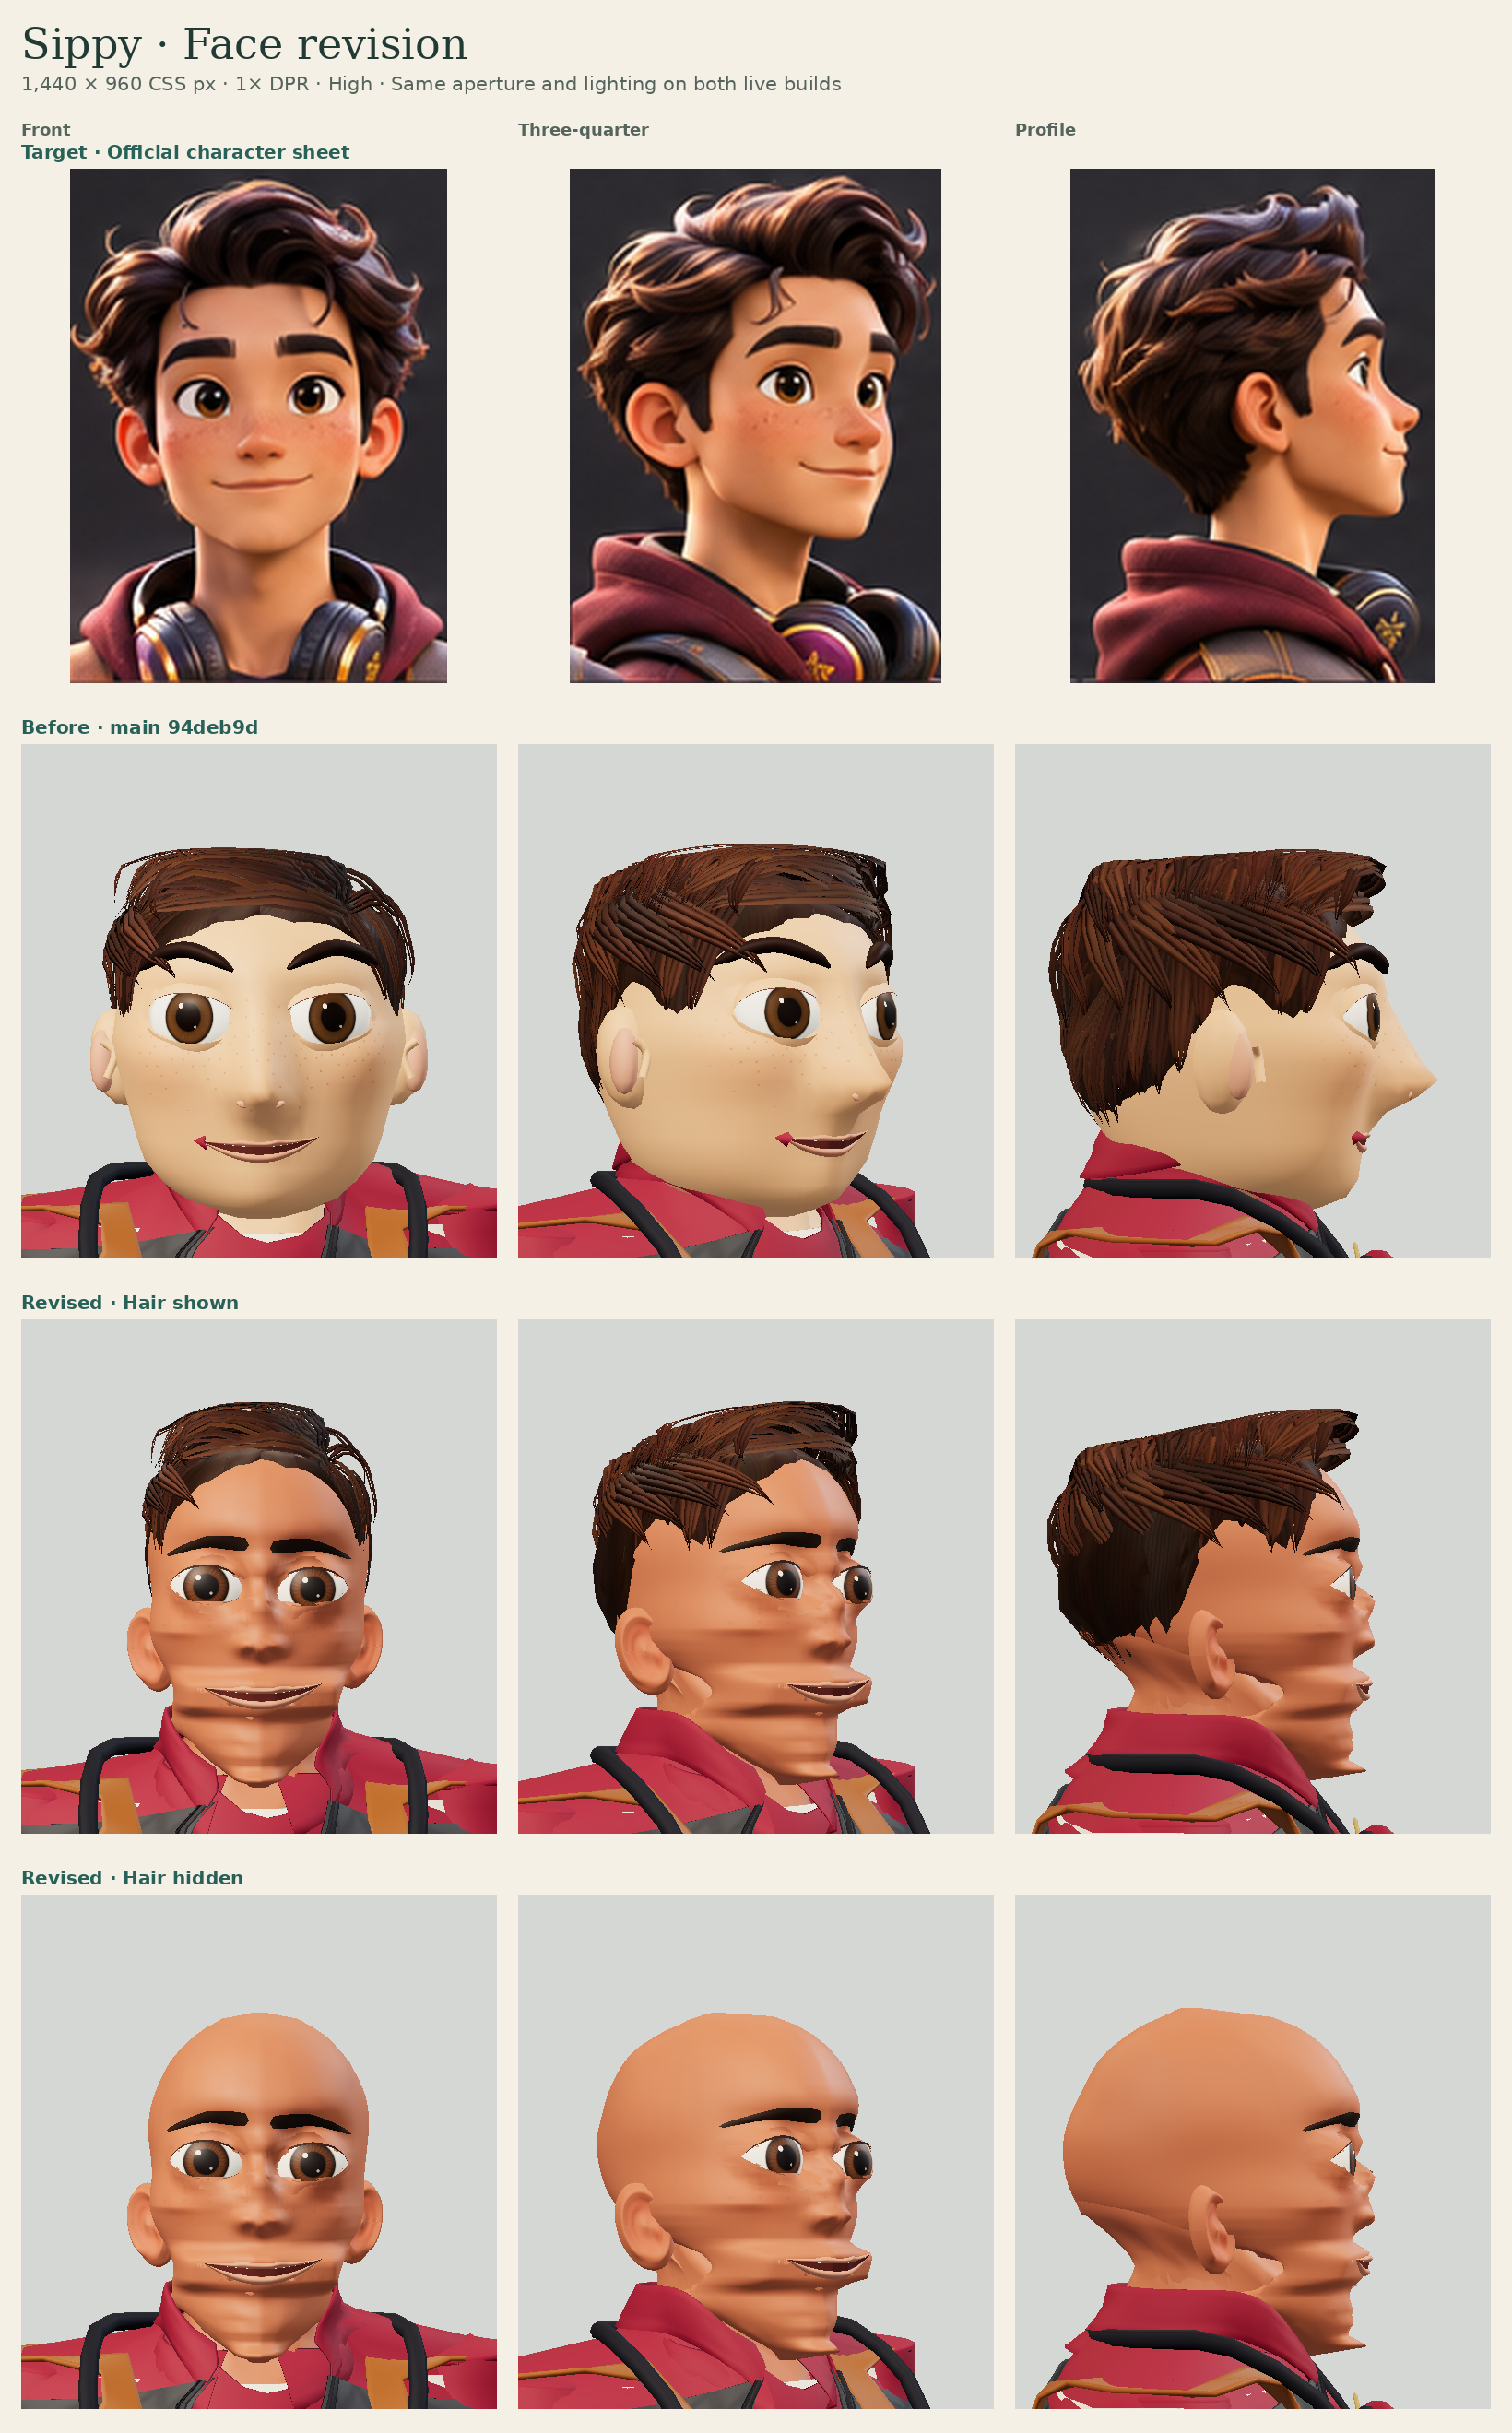 Sippy · Face revision
1,440 × 960 CSS px · 1× DPR · High · Same aperture and lighting on both live builds
Front
Three-quarter
Profile
Target · Official character sheet
Before · main 94deb9d
Revised · Hair shown
Revised · Hair hidden